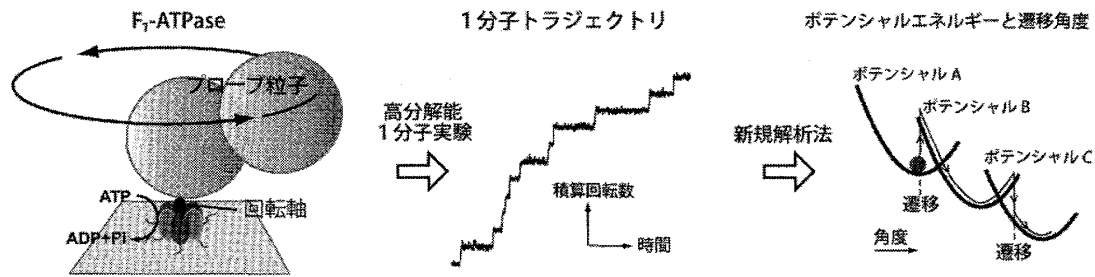 F₁-ATPase
プローブ粒子
ATP
ADP+Pi
回転軸
高分解能
1分子実験
1分子トラジェクトリ
積算回転数
時間
新規解析法
ポテンシャルエネルギーと遷移角度
ポテンシャル A
ポテンシャル B
ポテンシャル C
遷移
角度
遷移